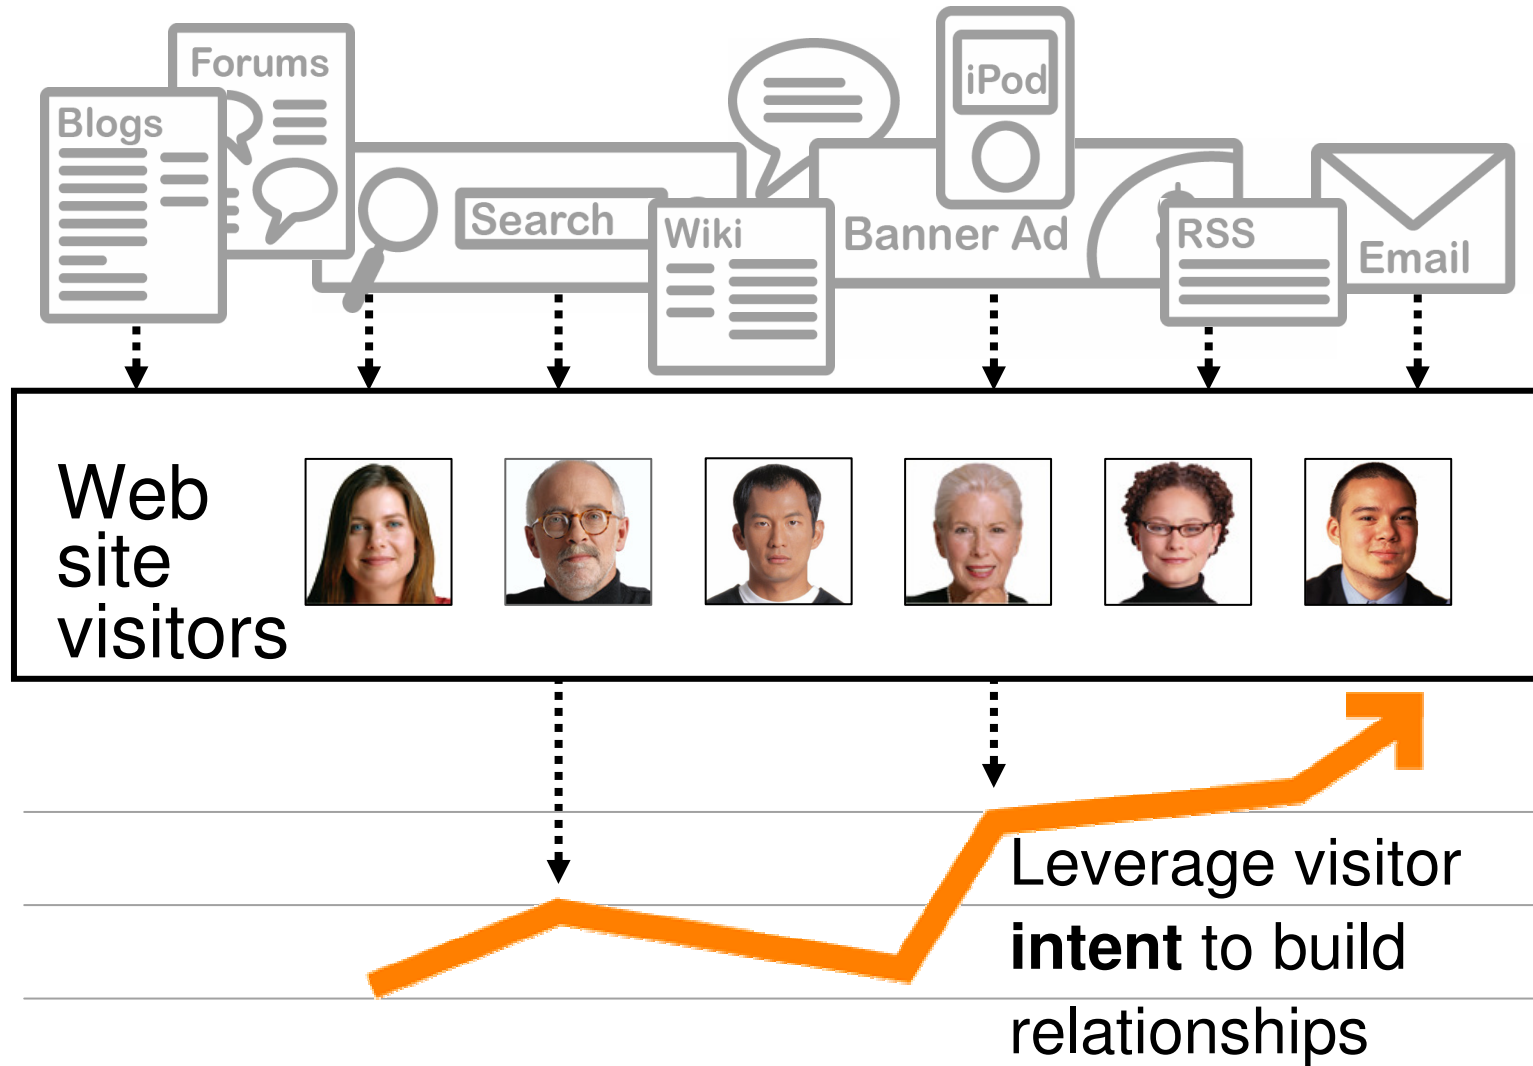 Forums
iPod
Blogs
Search
Wiki
Banner Ad
RSS
Email
Web
site
visitors
Leverage visitor
intent to build
relationships